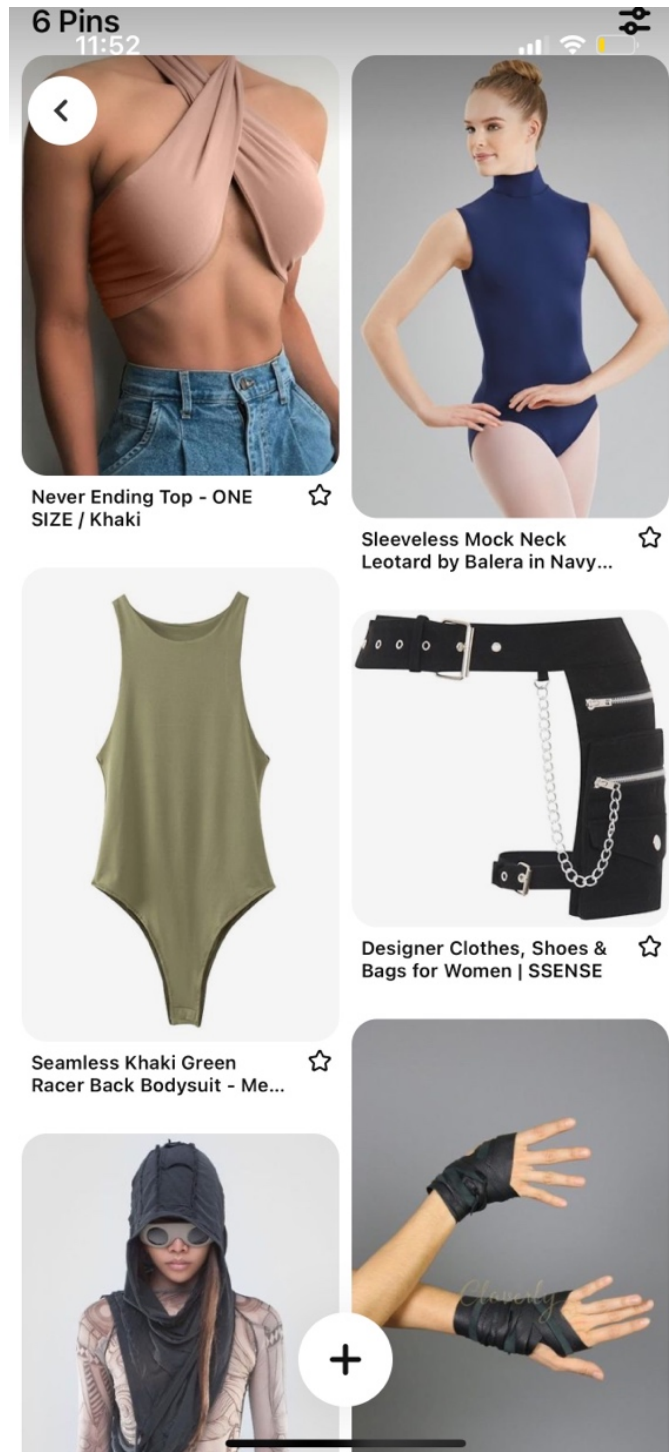 6 Pins
11:52
Never Ending Top - ONE
SIZE / Khaki
Sleeveless Mock Neck
Leotard by Balera in Navy...
Seamless Khaki Green
Racer Back Bodysuit - Me...
Designer Clothes, Shoes &
Bags for Women | SSENSE
Cleverly